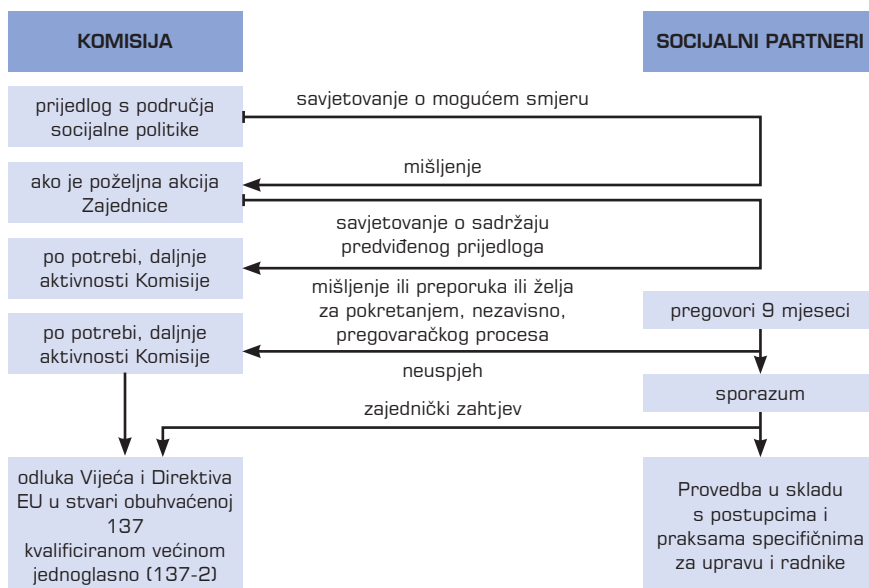 KOMISIJA
SOCIJALNI PARTNERI
prijedlog s područja
socijalne politike
savjetovanje o mogućem smjeru
mišljenje
ako je poželjna akcija
Zajednice
savjetovanje o sadržaju
predviđenog prijedloga
po potrebi, daljnje
aktivnosti Komisije
mišljenje ili preporuka ili želja
za pokretanjem, nezavisno,
pregovaračkog procesa
pregovori 9 mjeseci
po potrebi, daljnje
aktivnosti Komisije
neuspjeh
sporazum
zajednički zahtjev
odluka Vijeća i Direktiva
EU u stvari obuhvaćenoj
137
kvalificiranom većinom
jednoglasno (137-2)
Provedba u skladu
s postupcima i
praksama specifičnima
za upravu i radnike